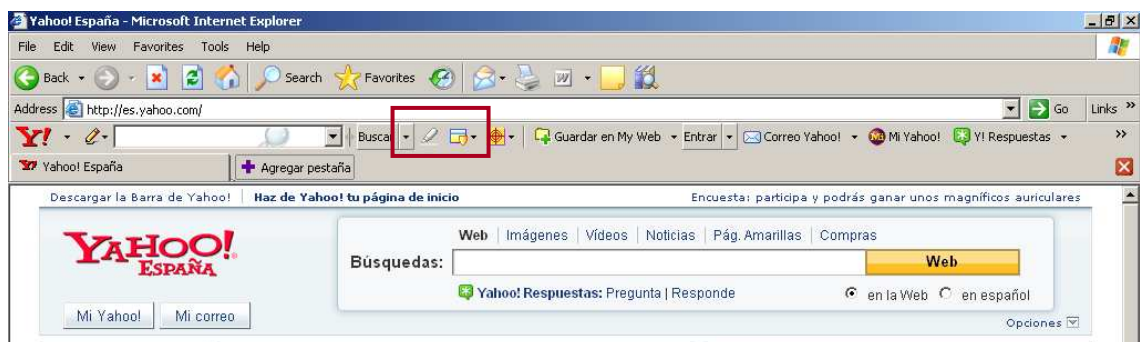 Yahoo! España - Microsoft Internet Explorer
File Edit View Favorites Tools Help
Back Search Favorites
Address http://es.yahoo.com/ Go Links »
Y! Buscar Guardar en My Web Entrar Correo Yahoo! Mi Yahoo! Y! Respuestas »
Y! Yahoo! España Agregar pestaña
Descargar la Barra de Yahoo! | Haz de Yahoo! tu página de inicio Encuesta: participa y podrás ganar unos magníficos auriculares
YAHOO!
ESPAÑA
Web | Imágenes | Vídeos | Noticias | Pág. Amarillas | Compras
Búsquedas: Web
Yahoo! Respuestas: Pregunta | Responde en la Web en español
Mi Yahoo! Mi correo
Opciones